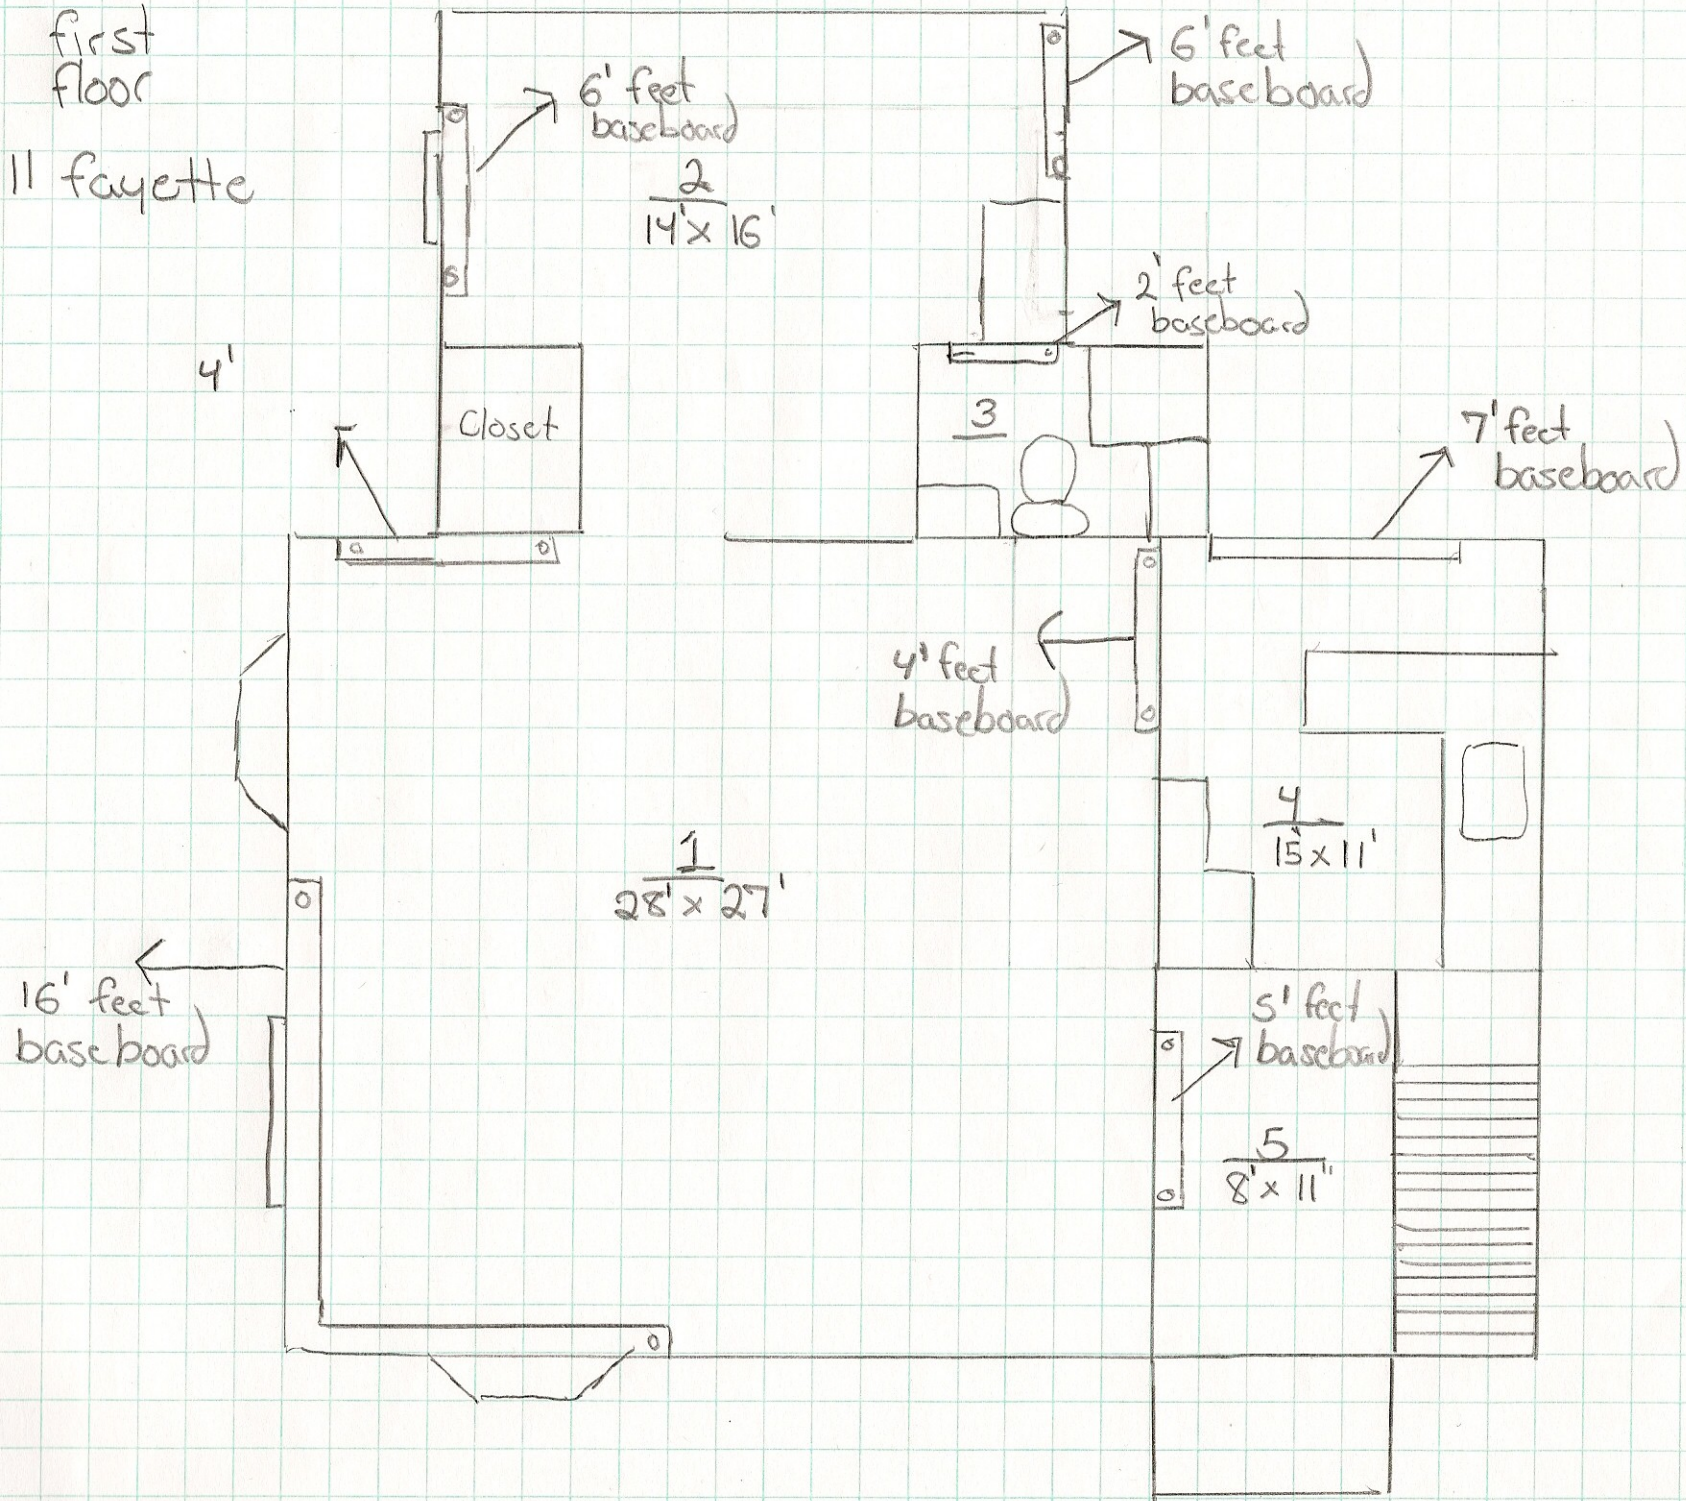 first
floor
11 fayette
6' feet
baseboard
6' feet
baseboard
2
14' x 16'
2' feet
baseboard
4'
Closet
3
7' feet
baseboard
4' feet
baseboard
4
15' x 11'
1
28' x 27'
16' feet
baseboard
5' feet
baseboard
5
8' x 11"